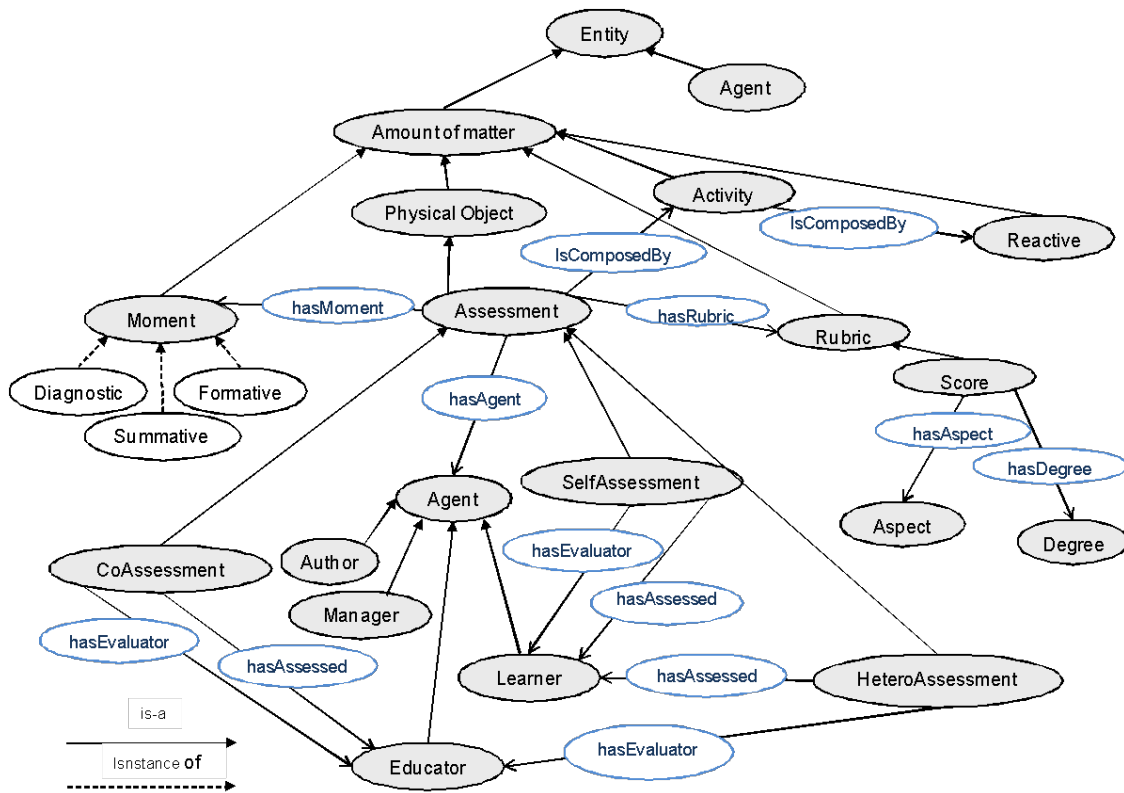 Entity
Agent
Amount of matter
Activity
Physical Object
IsComposedBy
Reactive
IsComposedBy
hasMoment
Assessment
hasRubric
Moment
Rubric
Diagnostic
Formative
Score
Summative
hasAgent
hasAspect
hasDegree
SelfAssessment
Agent
Aspect
Degree
hasEvaluator
Author
CoAssessment
hasAssessed
Manager
hasEvaluator
hasAssessed
Learner
hasAssessed
HeteroAssessment
is-a
hasEvaluator
Isnstance of
Educator